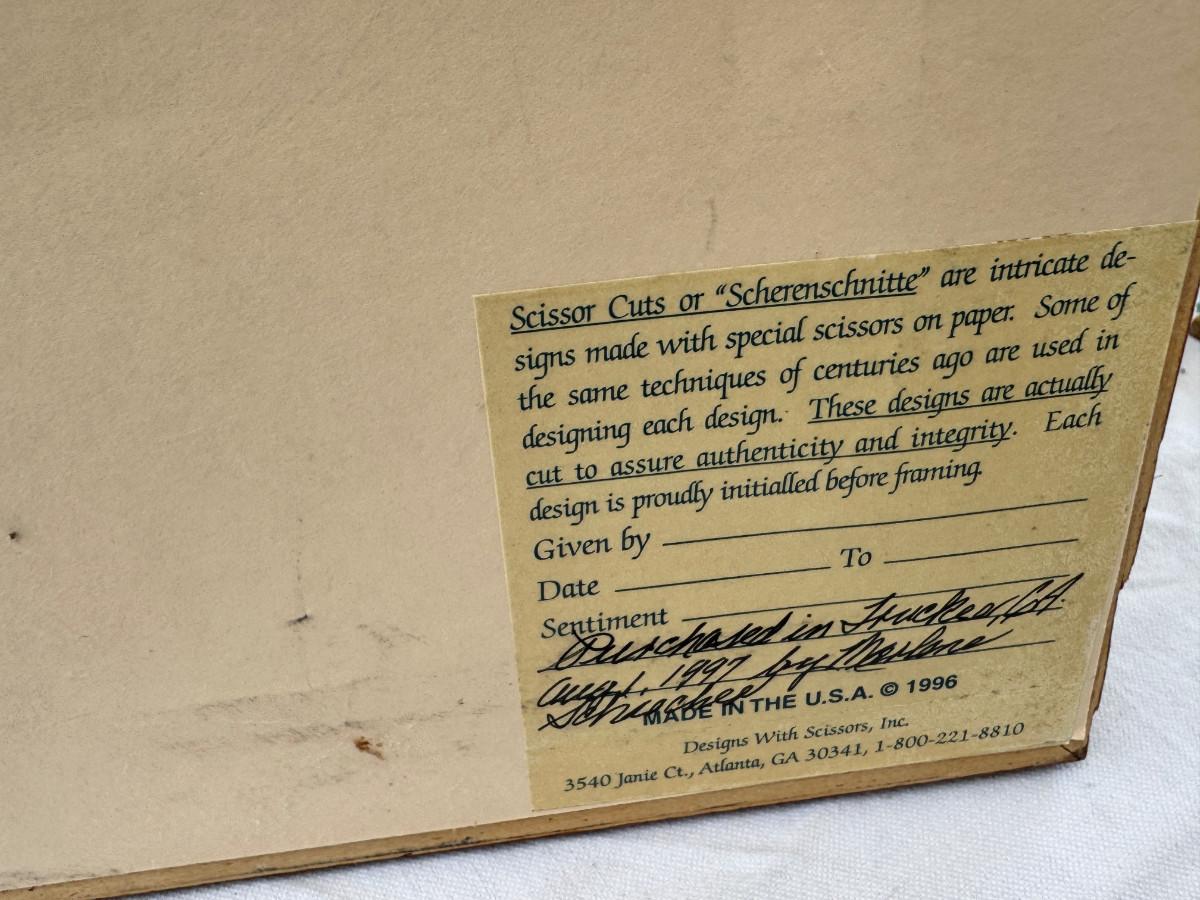 Scissor Cuts or “Scherenschnitte” are intricate de-
signs made with special scissors on paper. Some of
the same techniques of centuries ago are used in
designing each design. These designs are actually
cut to assure authenticity and integrity. Each
design is proudly initialled before framing.
Given by
Date To
Sentiment
Purchased in Truckee, CA.
Aug 1, 1997 by Marlene
MADE IN THE U.S.A. © 1996
Designs With Scissors, Inc.
3540 Janie Ct., Atlanta, GA 30341, 1-800-221-8810